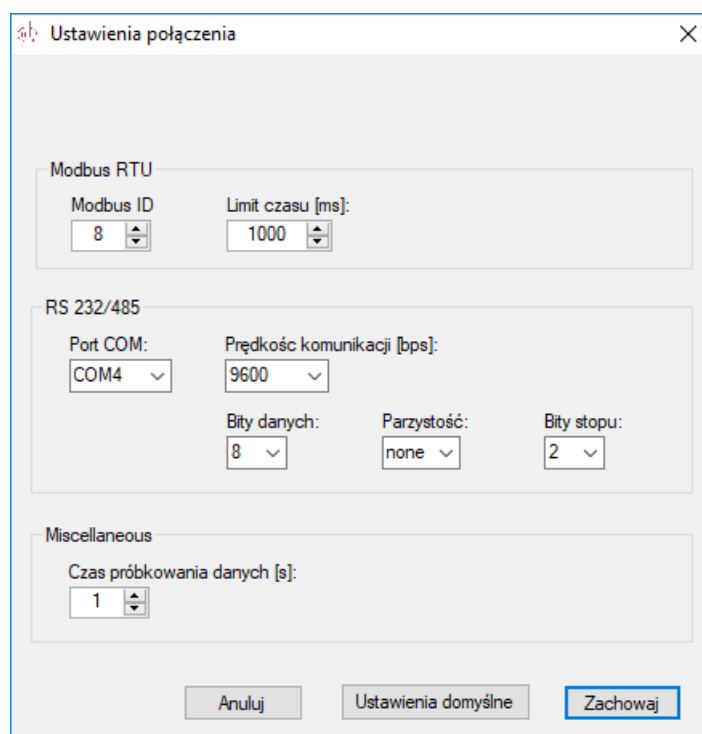 Ustawienia połączenia
Modbus RTU
Modbus ID Limit czasu [ms]:
8 1000
RS 232/485
Port COM: Prędkośc komunikacji [bps]:
COM4 9600
Bity danych: Parzystość: Bity stopu:
8 none 2
Miscellaneous
Czas próbkowania danych [s]:
1
Anuluj Ustawienia domyślne Zachowaj